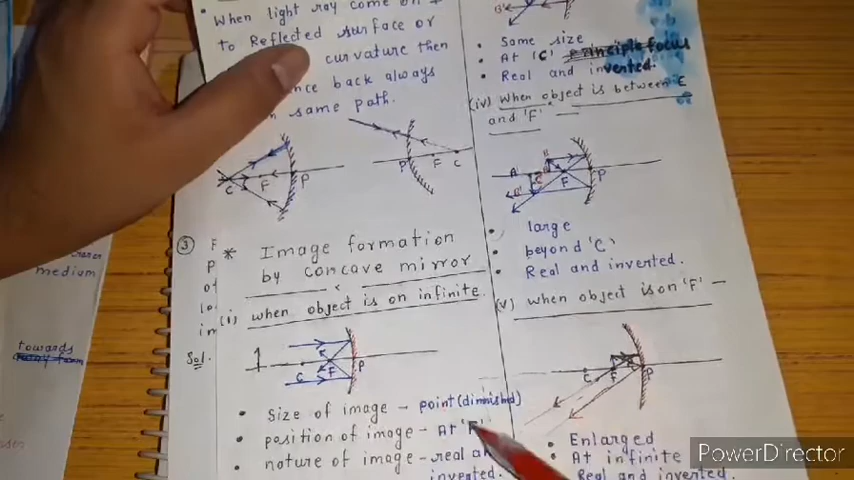 When light ray come on
to Reflected surface or
curvature then
back always
same path.
C F P
P F C
3
* Image formation
by concave mirror
(i) when object is on infinite.
Sol.
C F P
• Size of image - point (diminished)
• position of image - At
• nature of image - real
inverted.
• Same size
• At 'C'
• Real and inverted.
(iv) When object is between C
and 'F'
A B F P
• large
• beyond 'C'
• Real and inverted.
(v) when object is on 'F' -
C F P
• Enlarged
• At infinite
Real and inverted.
medium
towards
PowerDirector